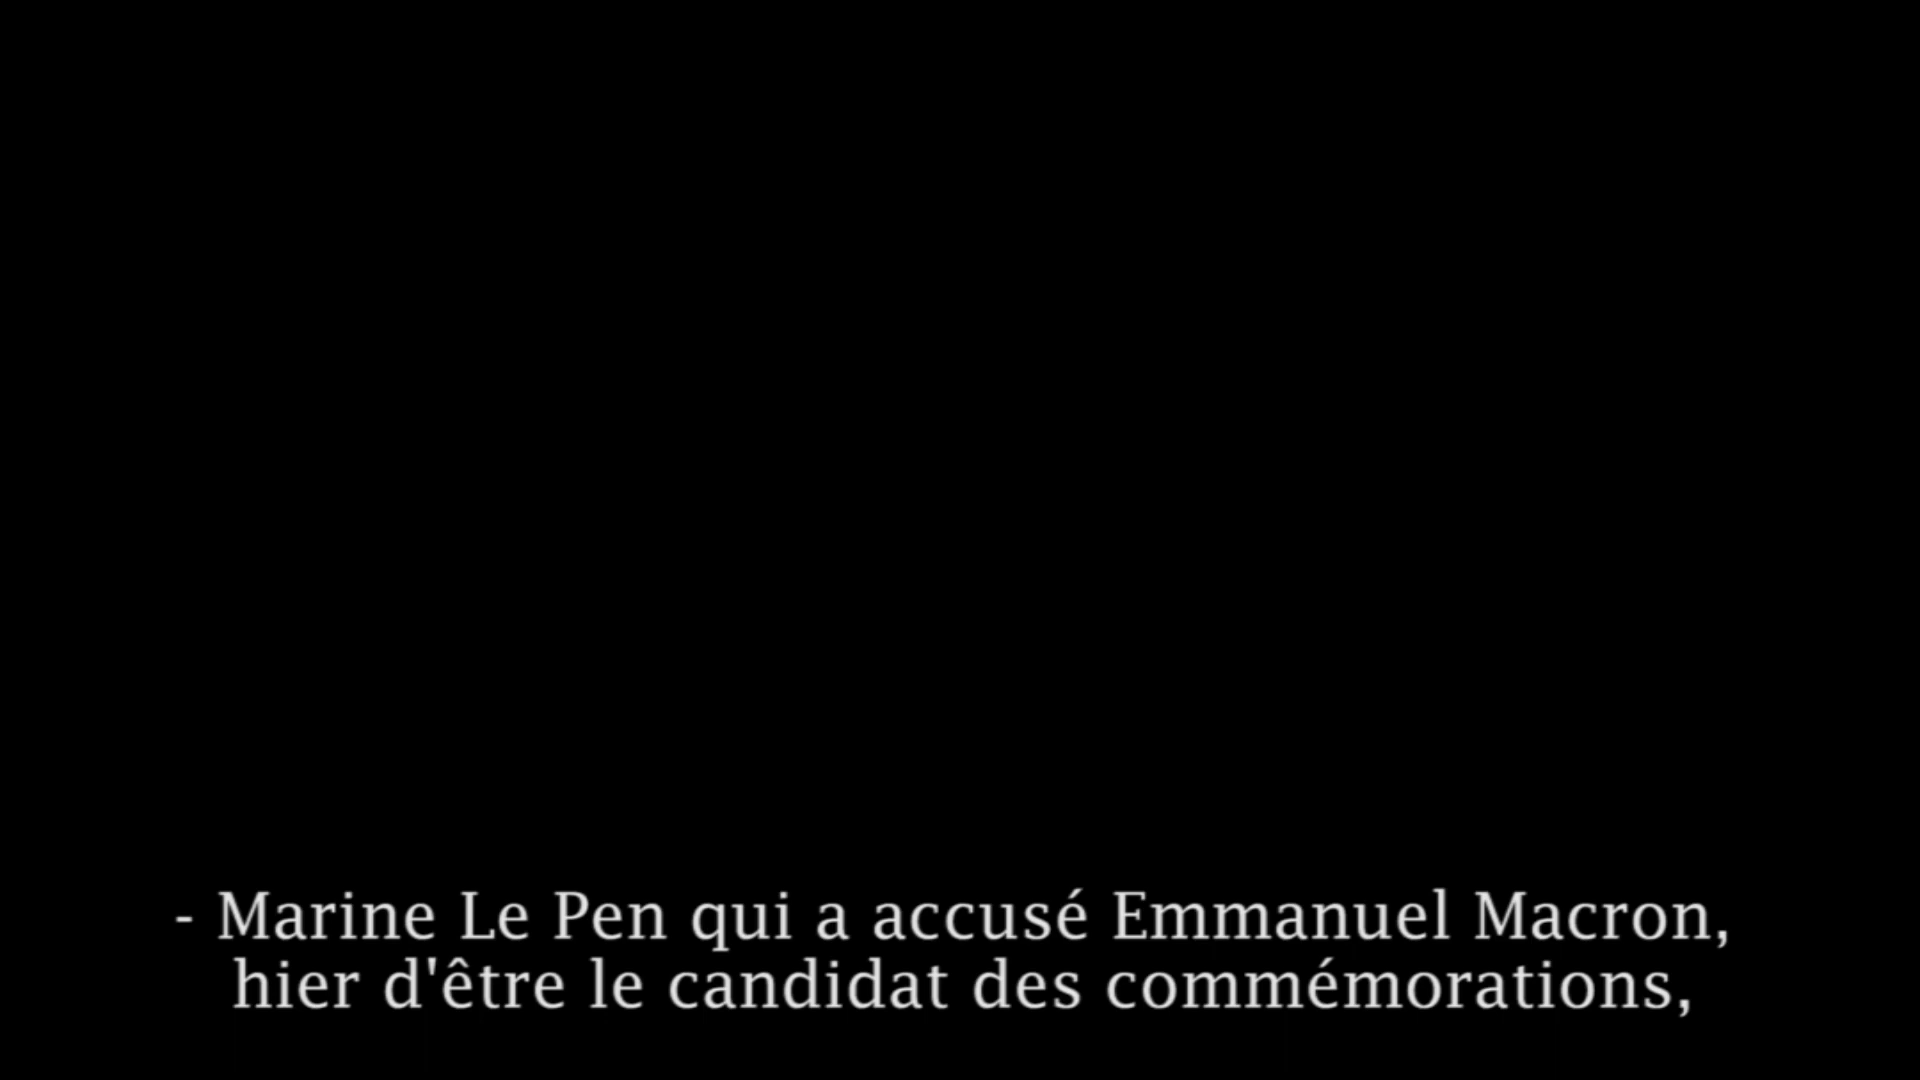 - Marine Le Pen qui a accusé Emmanuel Macron,
hier d'être le candidat des commémorations,